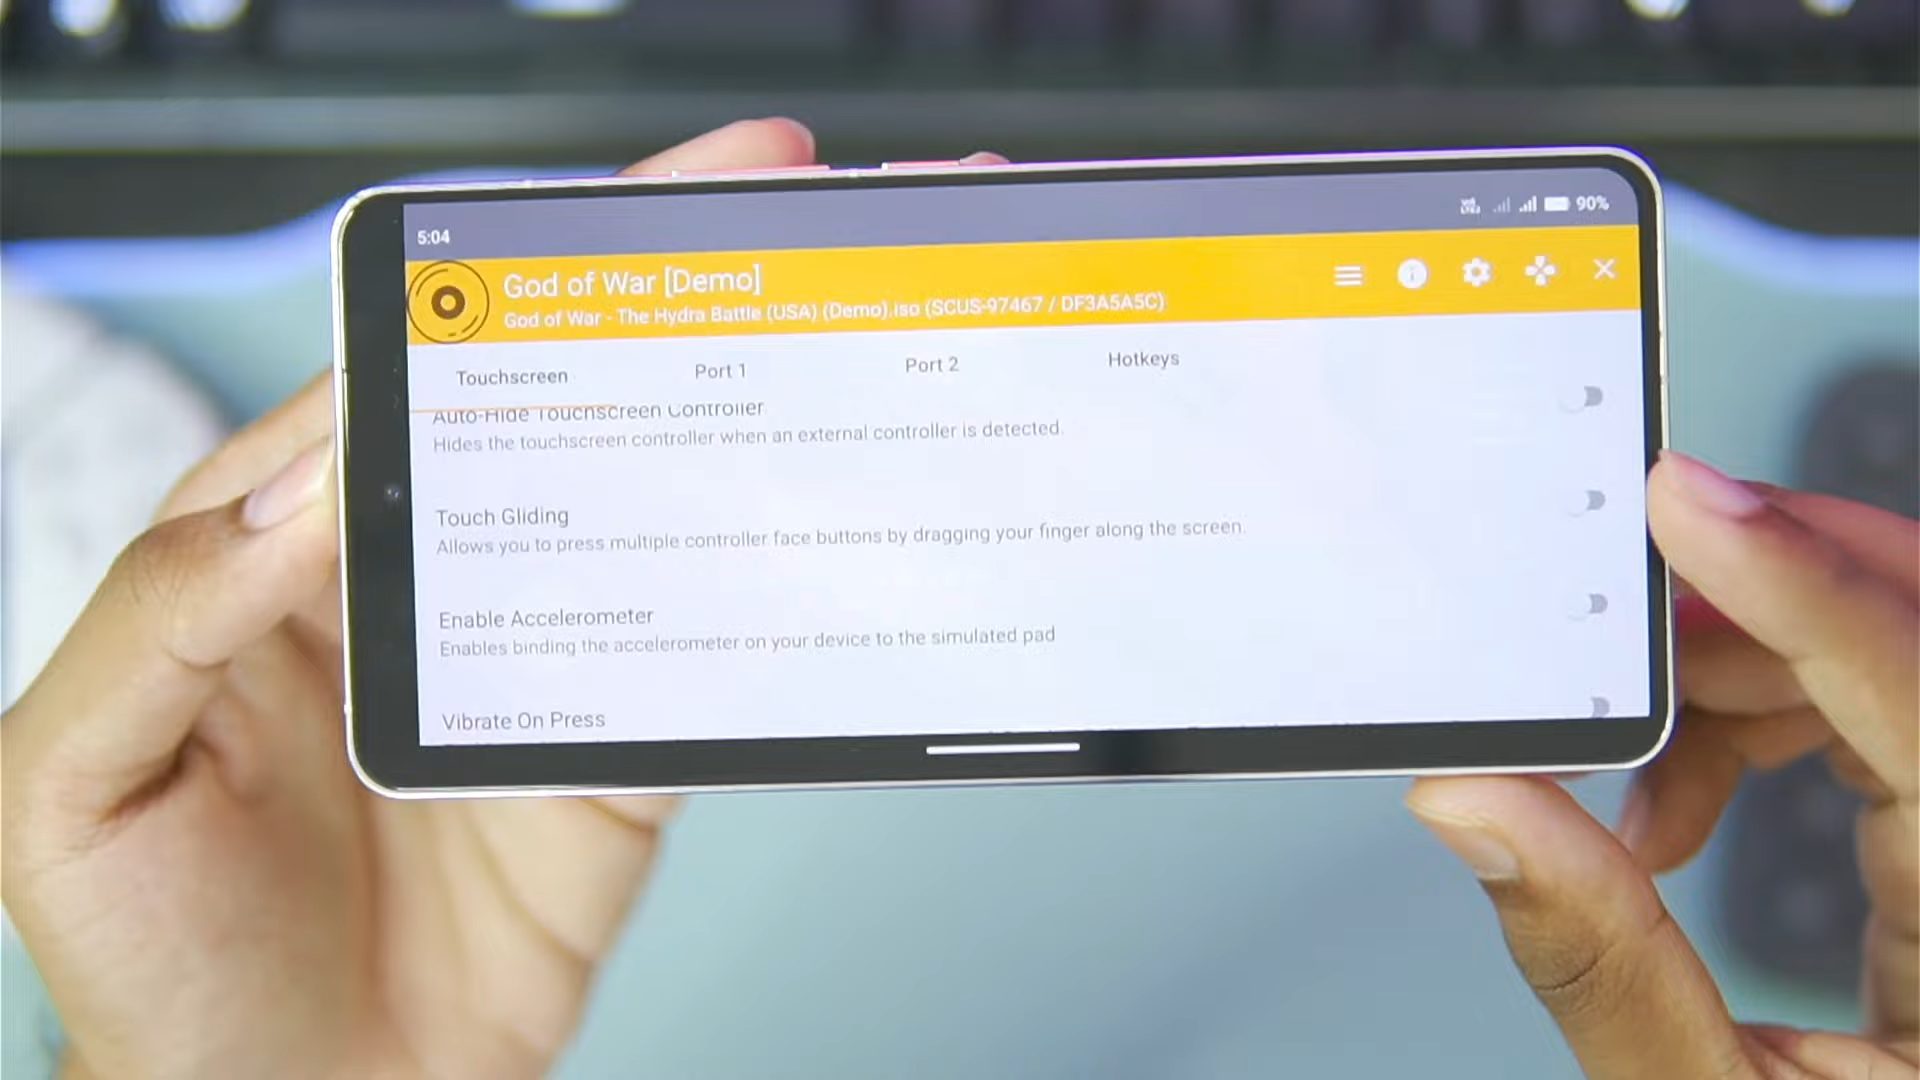 5:04
90%
God of War [Demo]
God of War - The Hydra Battle (USA) (Demo).iso (SCUS-97467 / DF3A5A5C)
Touchscreen Port 1 Port 2 Hotkeys
Auto-Hide Touchscreen Controller
Hides the touchscreen controller when an external controller is detected.
Touch Gliding
Allows you to press multiple controller face buttons by dragging your finger along the screen.
Enable Accelerometer
Enables binding the accelerometer on your device to the simulated pad
Vibrate On Press